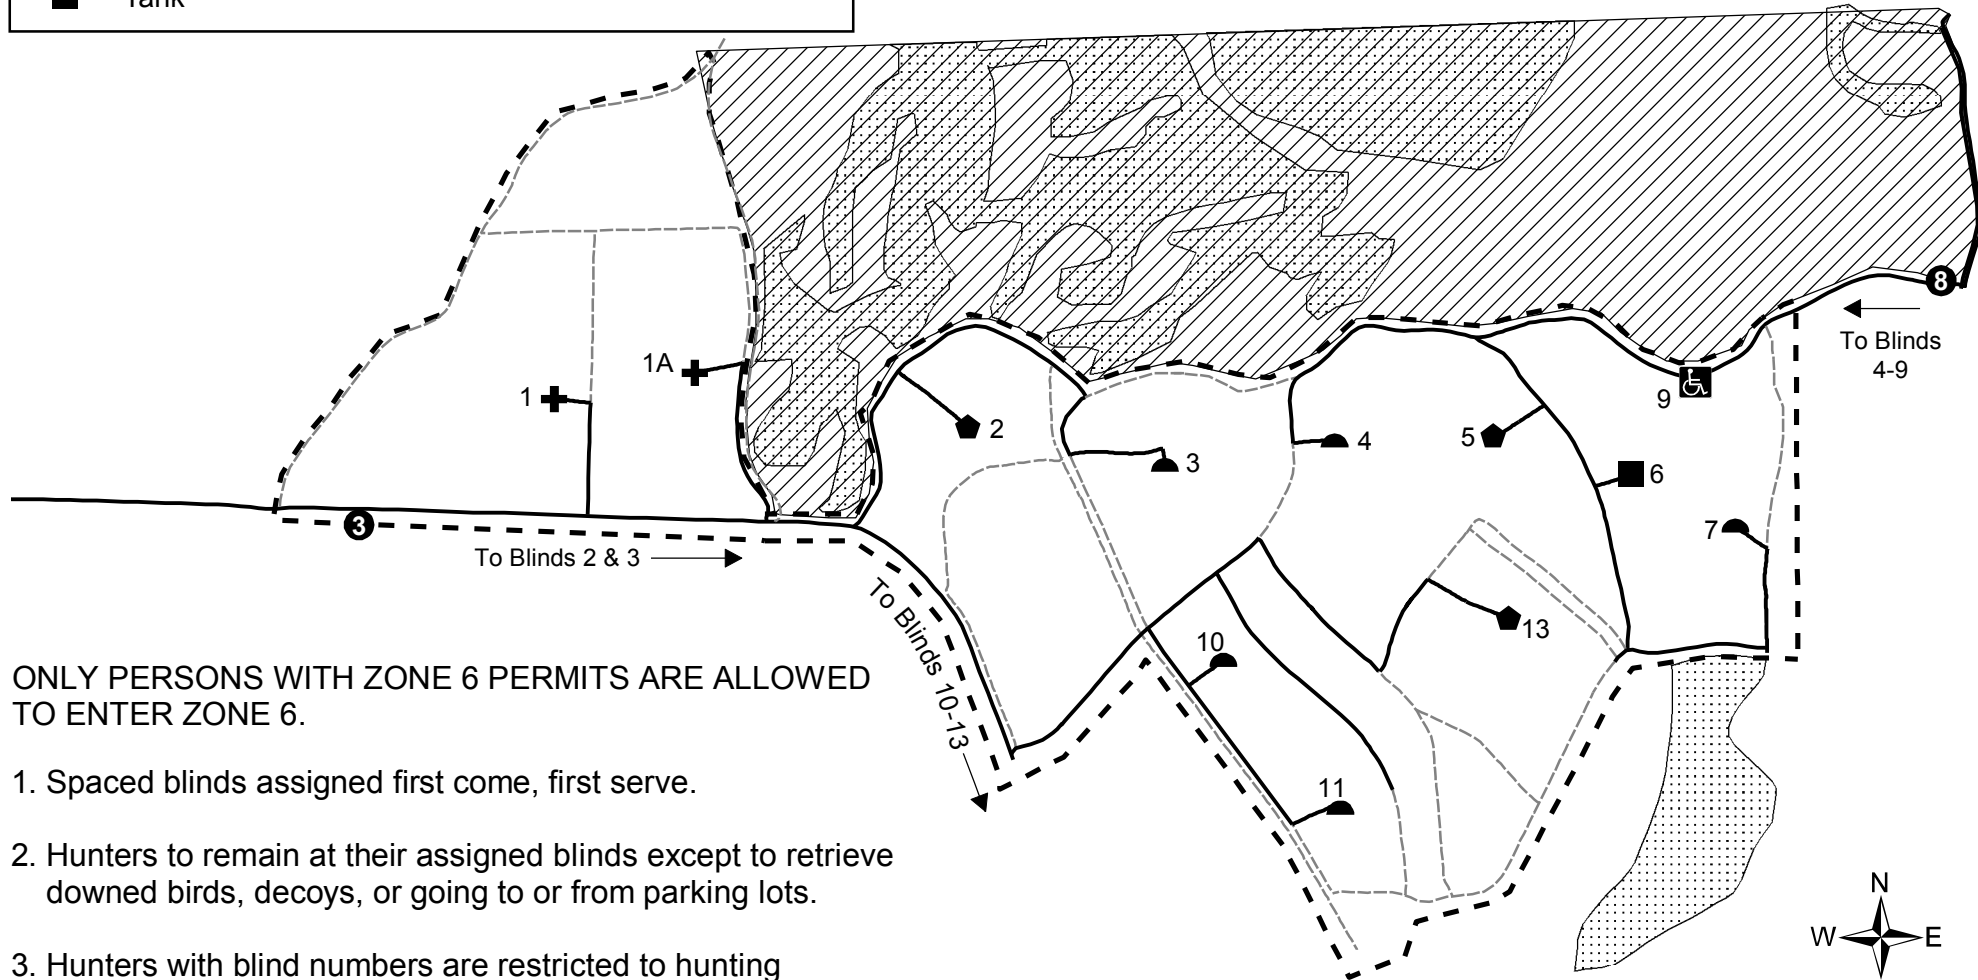 Tank
8
To Blinds
4-9
1A
1
2
3
4
5
9
6
7
3
To Blinds 2 & 3
To Blinds 10-13
10
13
11
ONLY PERSONS WITH ZONE 6 PERMITS ARE ALLOWED
TO ENTER ZONE 6.
1. Spaced blinds assigned first come, first serve.
2. Hunters to remain at their assigned blinds except to retrieve
downed birds, decoys, or going to or from parking lots.
3. Hunters with blind numbers are restricted to hunting
N
W
E